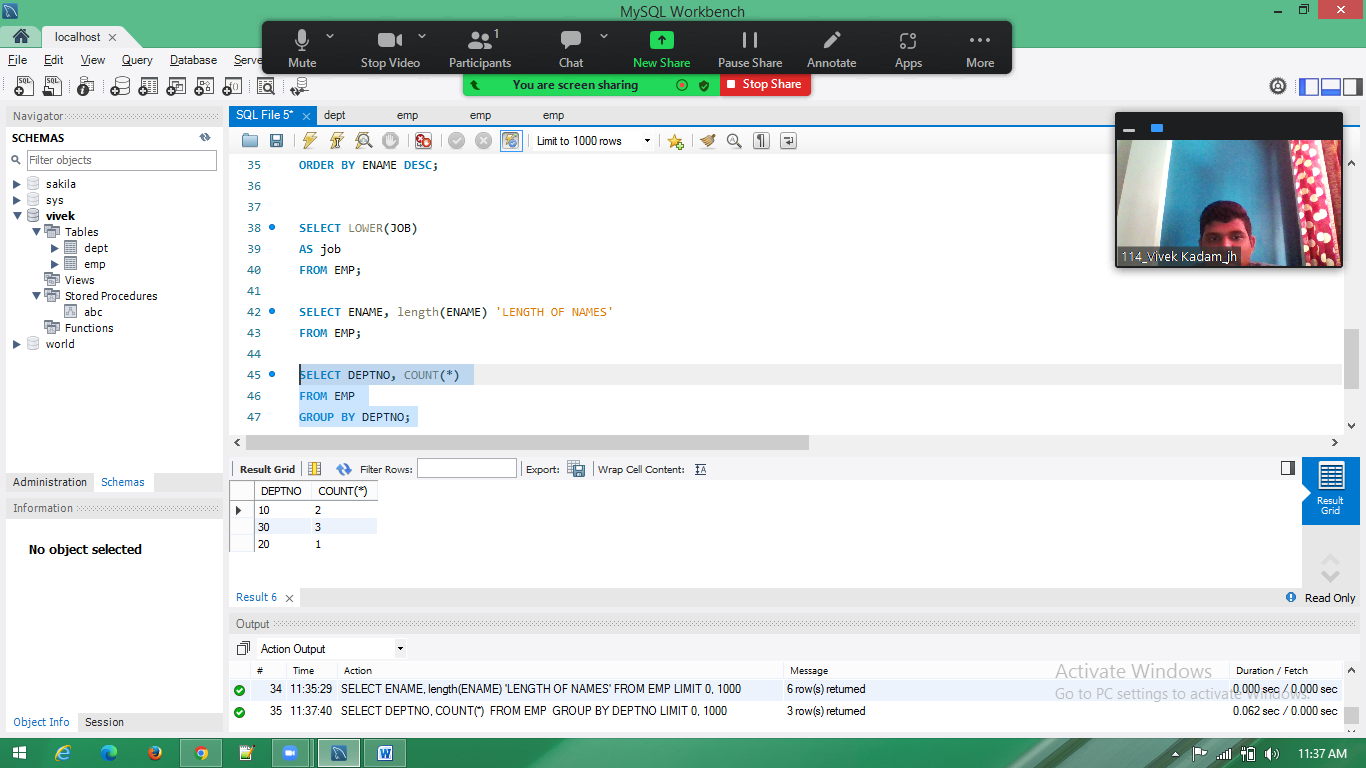 MySQL Workbench
localhost
File Edit View Query Database Serve
Mute Stop Video Participants 1 Chat New Share Pause Share Annotate Apps More
You are screen sharing Stop Share
Navigator
SCHEMAS
Filter objects
sakila
sys
vivek
Tables
dept
emp
Views
Stored Procedures
abc
Functions
world
Administration Schemas
Information
No object selected
Object Info Session
SQL File 5* dept emp emp emp
Limit to 1000 rows
35 ORDER BY ENAME DESC;
36
37
38 SELECT LOWER(JOB)
39 AS job
40 FROM EMP;
41
42 SELECT ENAME, length(ENAME) 'LENGTH OF NAMES'
43 FROM EMP;
44
45 SELECT DEPTNO, COUNT(*)
46 FROM EMP
47 GROUP BY DEPTNO;
114_Vivek Kadam_jh
Result Grid Filter Rows: Export: Wrap Cell Content:
DEPTNO COUNT(*)
10 2
30 3
20 1
Result
Grid
Result 6
Read Only
Output
Action Output
# Time Action Message Duration / Fetch
34 11:35:29 SELECT ENAME, length(ENAME) 'LENGTH OF NAMES' FROM EMP LIMIT 0, 1000 6 row(s) returned 0.000 sec / 0.000 sec
35 11:37:40 SELECT DEPTNO, COUNT(*) FROM EMP GROUP BY DEPTNO LIMIT 0, 1000 3 row(s) returned 0.062 sec / 0.000 sec
Activate Windows
Go to PC settings to activate Windows.
11:37 AM